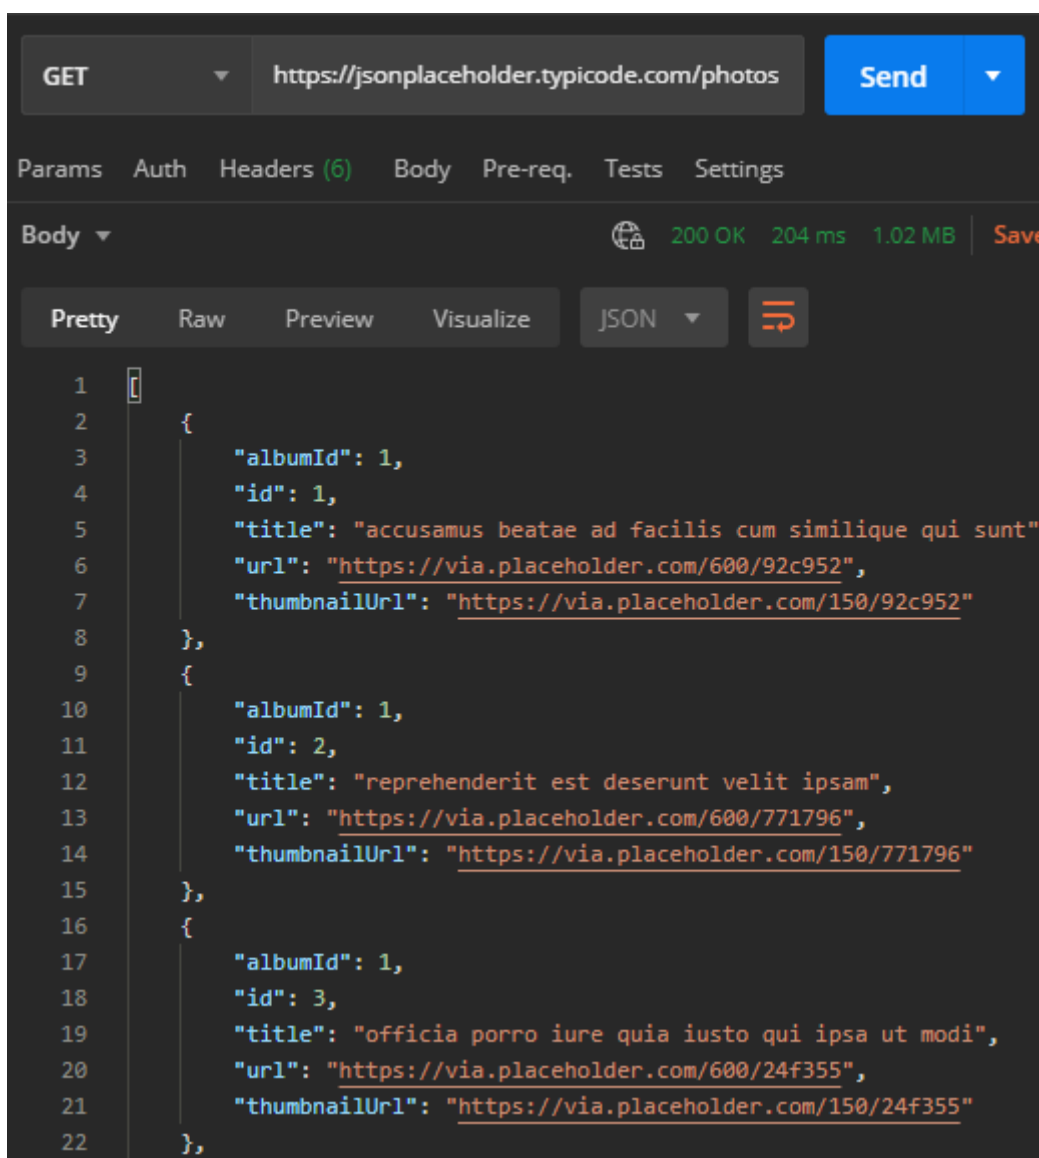 GET https://jsonplaceholder.typicode.com/photos Send
Params Auth Headers (6) Body Pre-req. Tests Settings
Body 200 OK 204 ms 1.02 MB Save
Pretty Raw Preview Visualize JSON
1 [
2 {
3 "albumId": 1,
4 "id": 1,
5 "title": "accusamus beatae ad facilis cum similique qui sunt"
6 "url": "https://via.placeholder.com/600/92c952",
7 "thumbnailUrl": "https://via.placeholder.com/150/92c952"
8 },
9 {
10 "albumId": 1,
11 "id": 2,
12 "title": "reprehenderit est deserunt velit ipsam",
13 "url": "https://via.placeholder.com/600/771796",
14 "thumbnailUrl": "https://via.placeholder.com/150/771796"
15 },
16 {
17 "albumId": 1,
18 "id": 3,
19 "title": "officia porro iure quia iusto qui ipsa ut modi",
20 "url": "https://via.placeholder.com/600/24f355",
21 "thumbnailUrl": "https://via.placeholder.com/150/24f355"
22 },